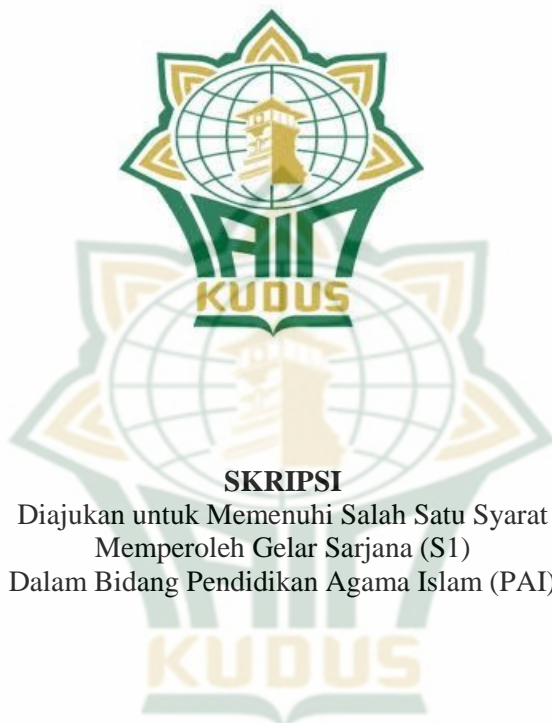 IAIN
KUDUS
SKRIPSI
Diajukan untuk Memenuhi Salah Satu Syarat
Memperoleh Gelar Sarjana (S1)
Dalam Bidang Pendidikan Agama Islam (PAI)
KUDUS